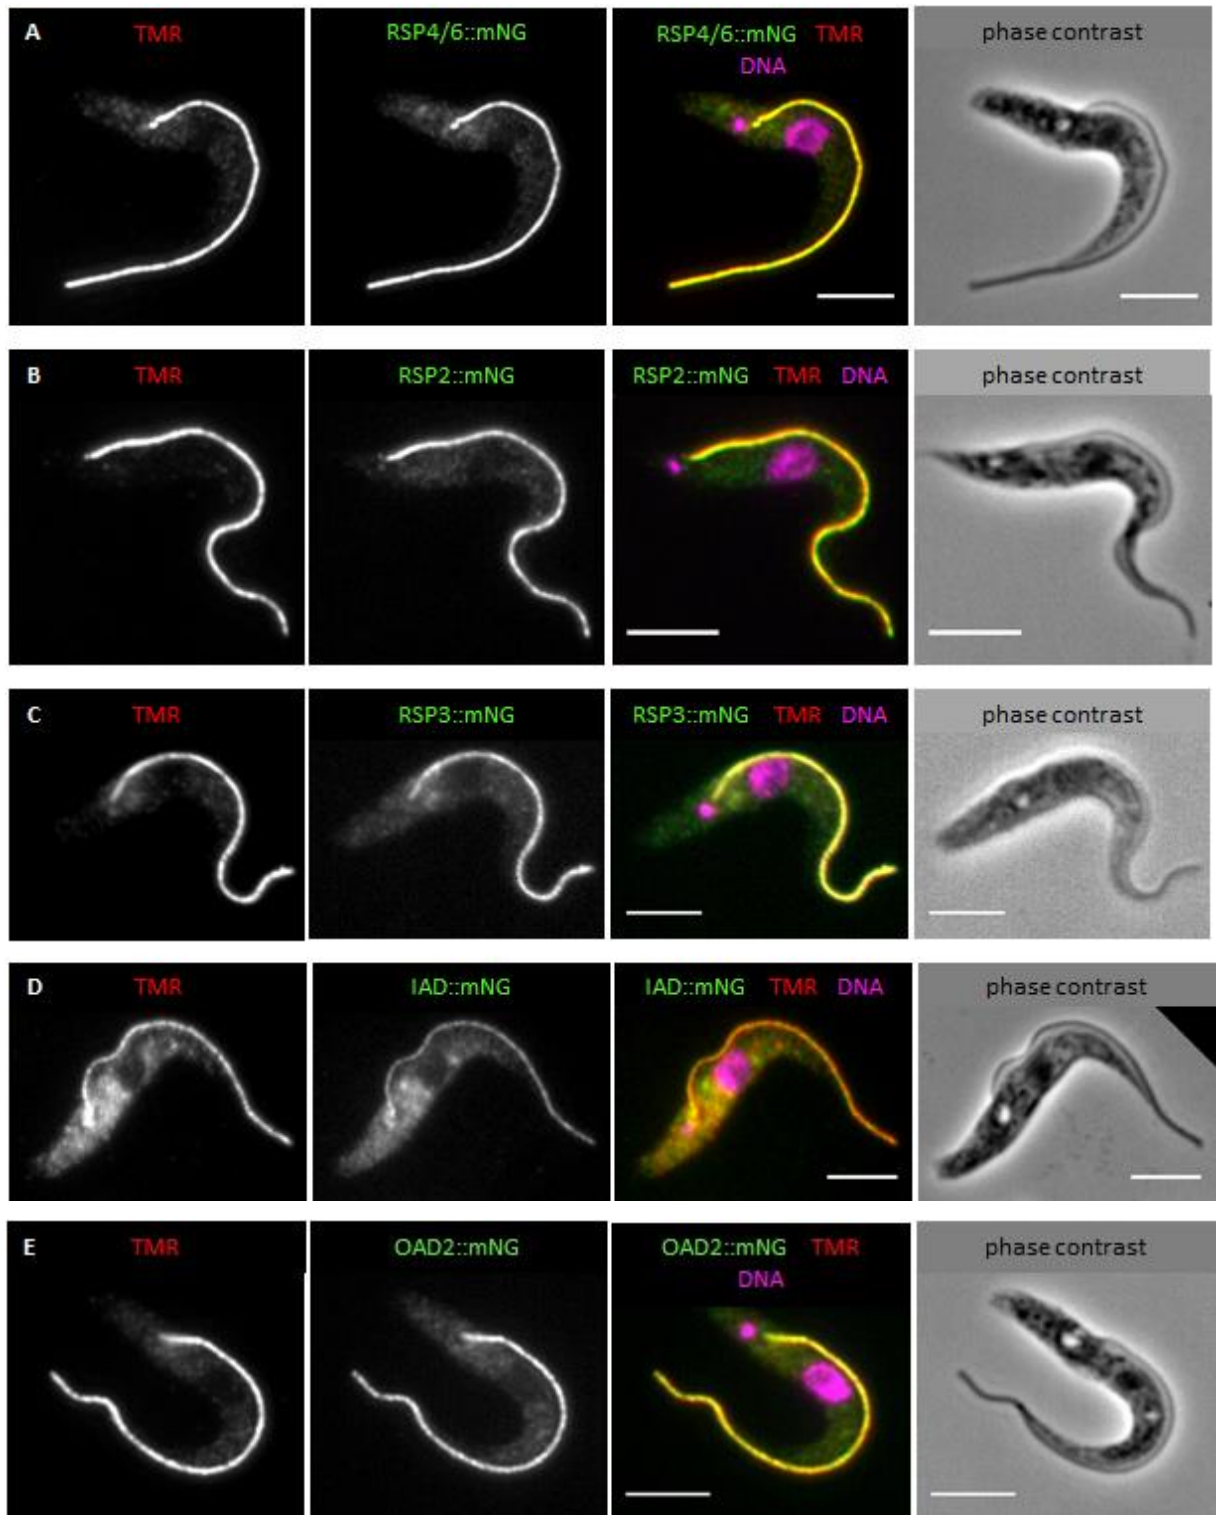 A TMR RSP4/6::mNG RSP4/6::mNG TMR phase contrast
DNA
B TMR RSP2::mNG RSP2::mNG TMR DNA phase contrast
C TMR RSP3::mNG RSP3::mNG TMR DNA phase contrast
D TMR IAD::mNG IAD::mNG TMR DNA phase contrast
E TMR OAD2::mNG OAD2::mNG TMR phase contrast
DNA